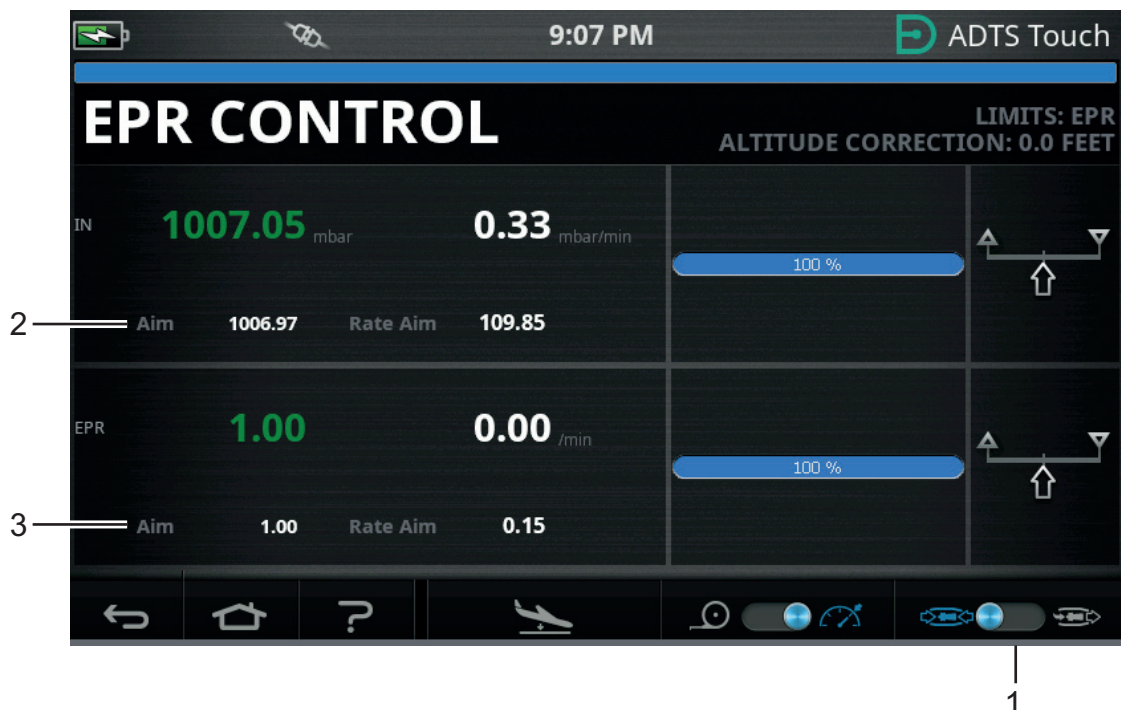 9:07 PM
ADTS Touch
EPR CONTROL
LIMITS: EPR
ALTITUDE CORRECTION: 0.0 FEET
IN 1007.05 mbar 0.33 mbar/min
100 %
2 Aim 1006.97 Rate Aim 109.85
EPR 1.00 0.00 /min
100 %
3 Aim 1.00 Rate Aim 0.15
?
1